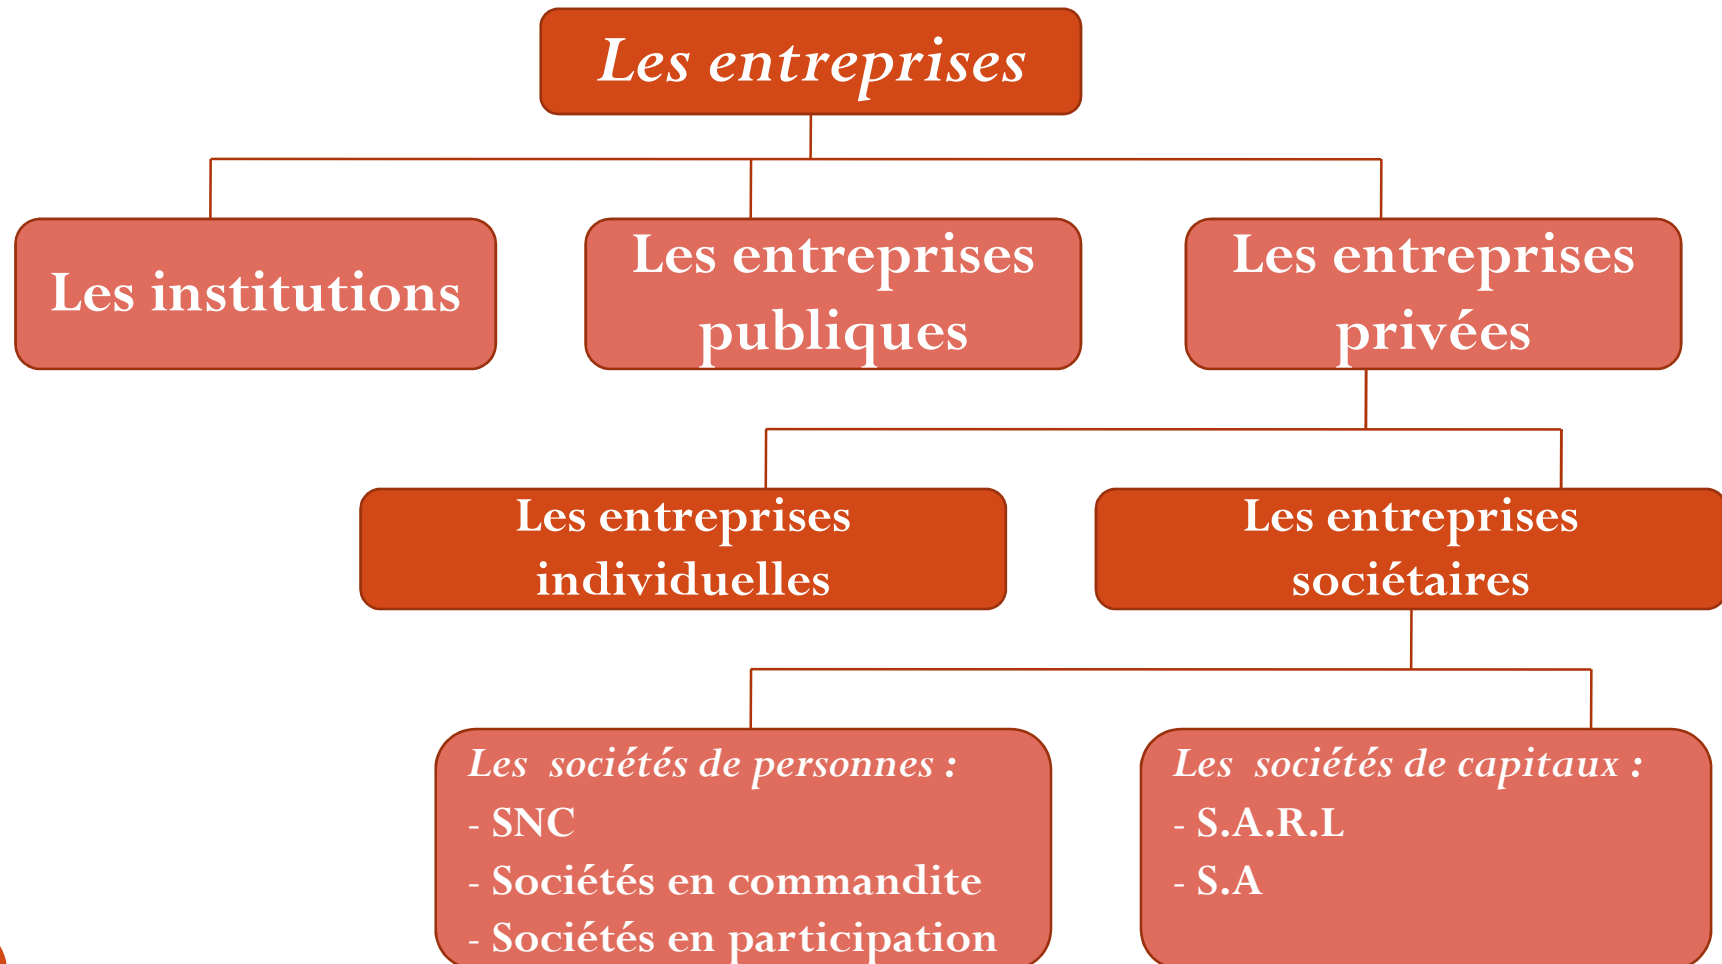 Les entreprises
Les institutions
Les entreprises
publiques
Les entreprises
privées
Les entreprises
individuelles
Les entreprises
sociétaires
Les sociétés de personnes :
- SNC
- Sociétés en commandite
- Sociétés en participation
Les sociétés de capitaux :
- S.A.R.L
- S.A